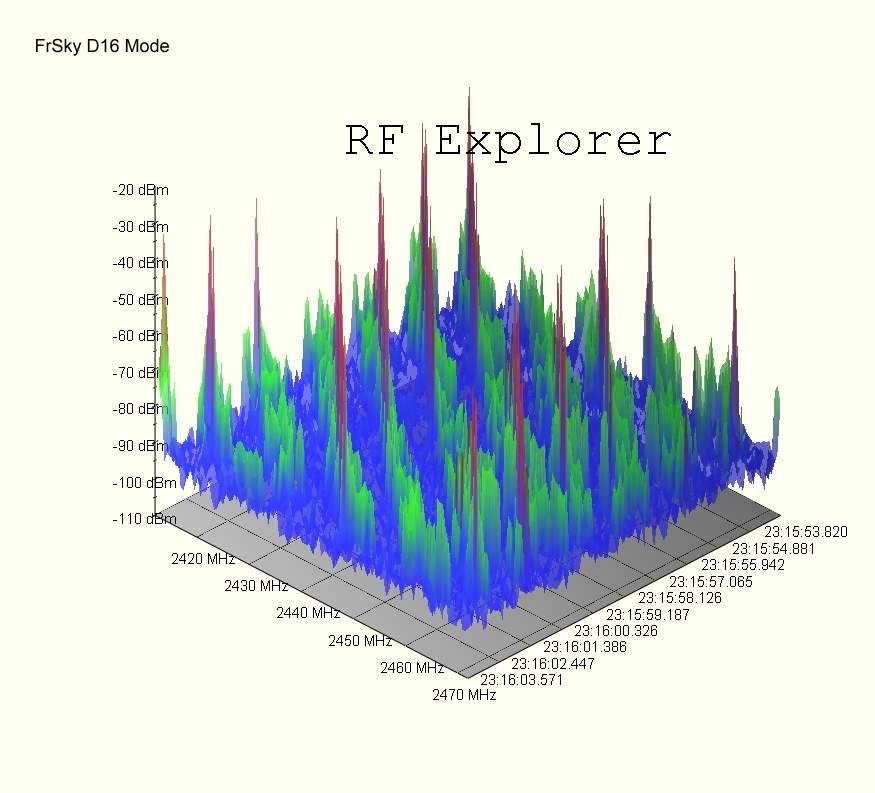 FrSky D16 Mode
RF Explorer
-20 dBm
-30 dBm
-40 dBm
-50 dBm
-60 dBm
-70 dBm
-80 dBm
-90 dBm
-100 dBm
-110 dBm
2420 MHz
2430 MHz
2440 MHz
2450 MHz
2460 MHz
2470 MHz
23:15:53.820
23:15:54.881
23:15:55.942
23:15:57.065
23:15:58.126
23:15:59.187
23:16:00.326
23:16:01.386
23:16:02.447
23:16:03.571